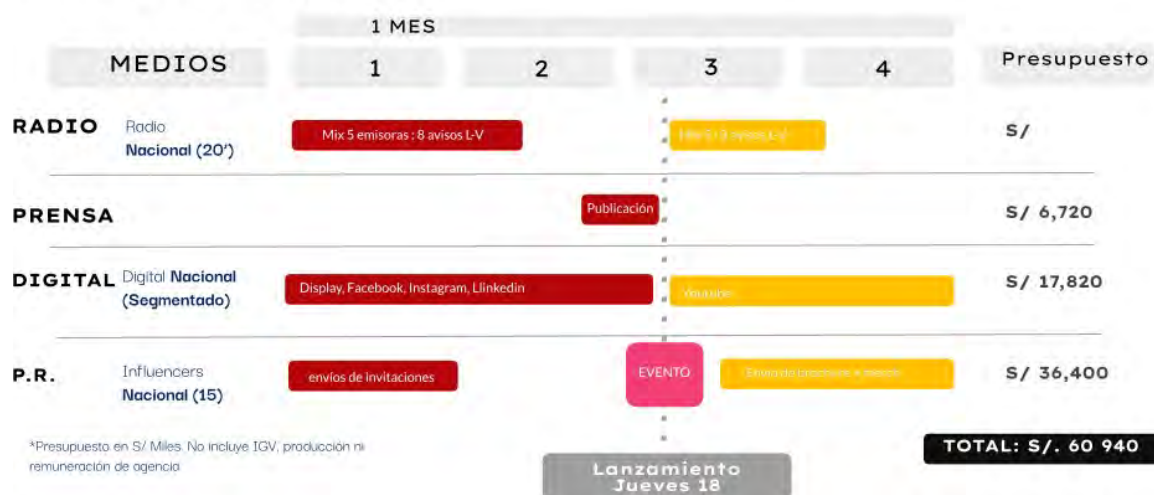 1 MES
MEDIOS 1 2 3 4 Presupuesto
RADIO Radio Mix 5 emisoras : 8 avisos L-V S/
Nacional (20')
PRENSA Publicación S/ 6,720
DIGITAL Digital Nacional Display, Facebook, Instagram, Llinkedin S/ 17,820
(Segmentado)
P.R. Influencers envíos de invitaciones EVENTO S/ 36,400
Nacional (15)
*Presupuesto en S/ Miles. No incluye IGV, producción ni
remuneración de agencia
TOTAL: S/. 60 940
Lanzamiento
Jueves 18